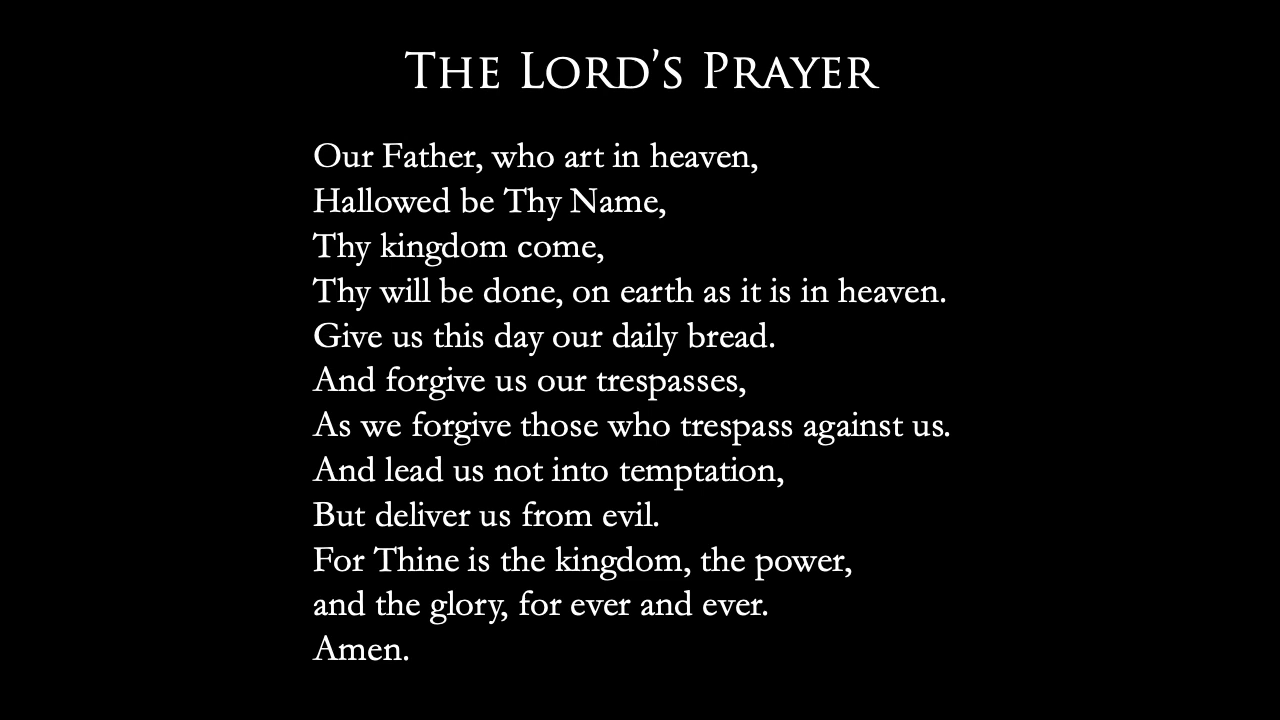 The Lord’s Prayer
Our Father, who art in heaven,
Hallowed be Thy Name,
Thy kingdom come,
Thy will be done, on earth as it is in heaven.
Give us this day our daily bread.
And forgive us our trespasses,
As we forgive those who trespass against us.
And lead us not into temptation,
But deliver us from evil.
For Thine is the kingdom, the power,
and the glory, for ever and ever.
Amen.